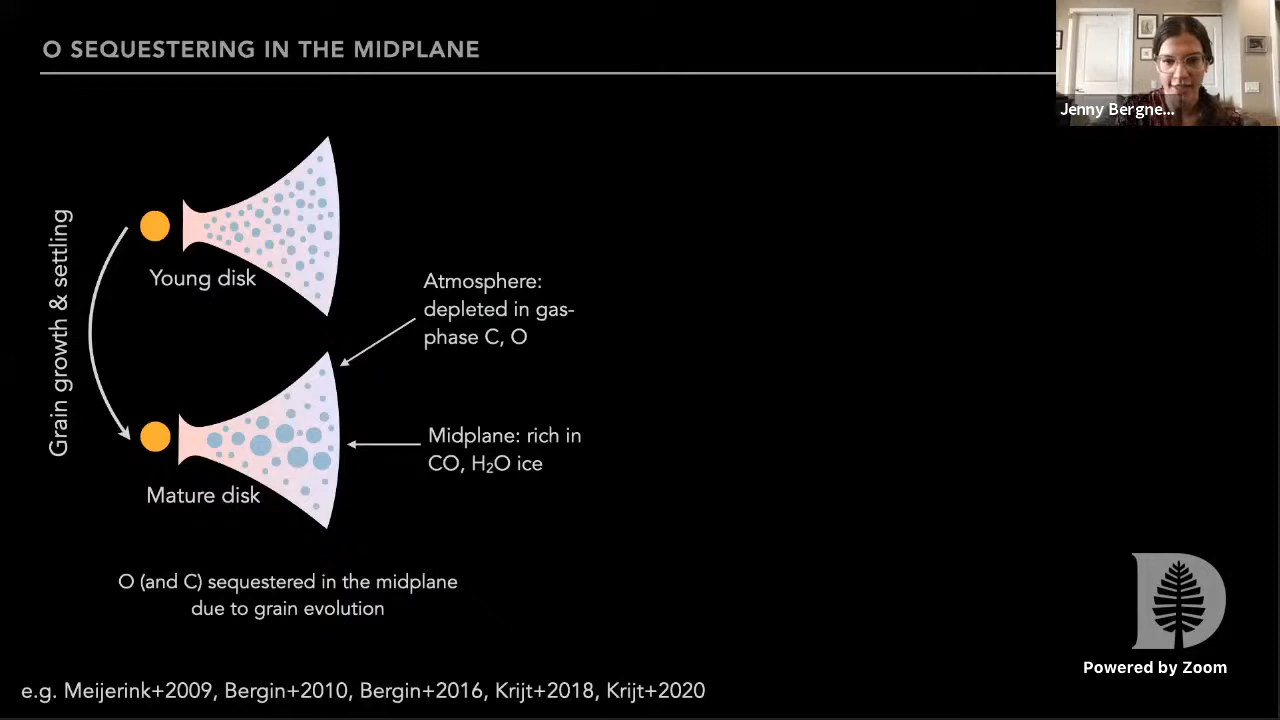 O SEQUESTERING IN THE MIDPLANE
Jenny Bergne...
Grain growth & settling
Young disk
Atmosphere:
depleted in gas-
phase C, O
Midplane: rich in
CO, H₂O ice
Mature disk
O (and C) sequestered in the midplane
due to grain evolution
D
Powered by Zoom
e.g. Meijerink+2009, Bergin+2010, Bergin+2016, Krijt+2018, Krijt+2020